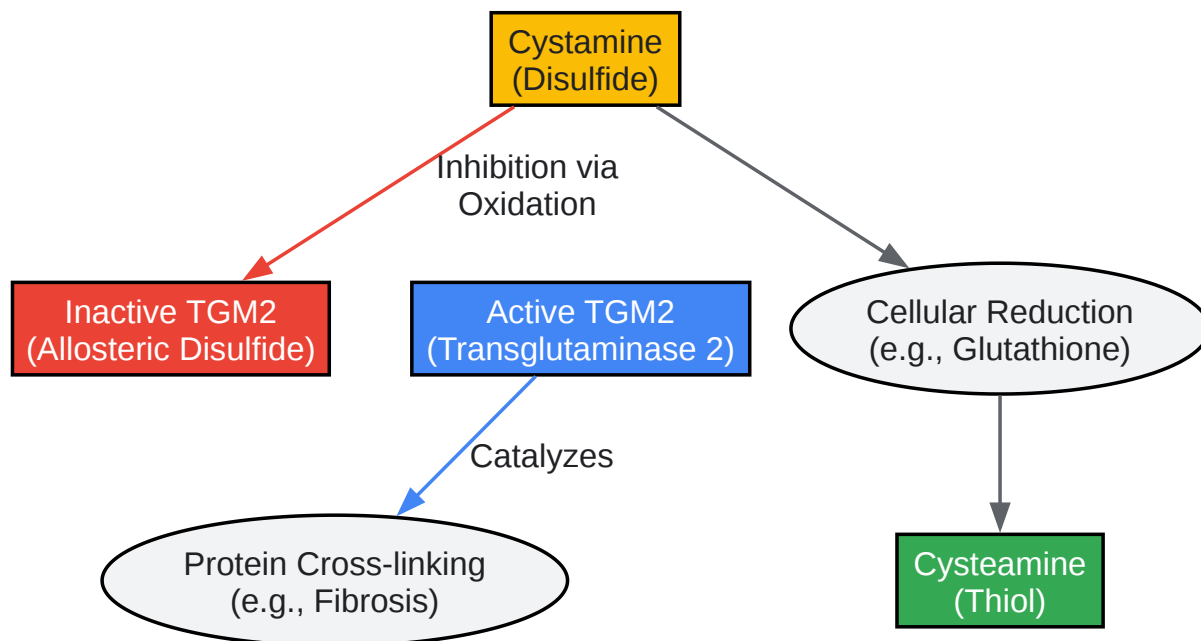 Cystamine
(Disulfide)
Inhibition via
Oxidation
Inactive TGM2
(Allosteric Disulfide)
Active TGM2
(Transglutaminase 2)
Cellular Reduction
(e.g., Glutathione)
Catalyzes
Protein Cross-linking
(e.g., Fibrosis)
Cysteamine
(Thiol)